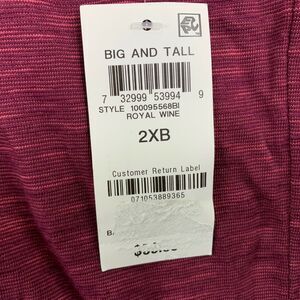 BIG AND TALL
7 32999 53994 9
STYLE 100095568BI
ROYAL WINE
2XB
Customer Return Label
071053889365